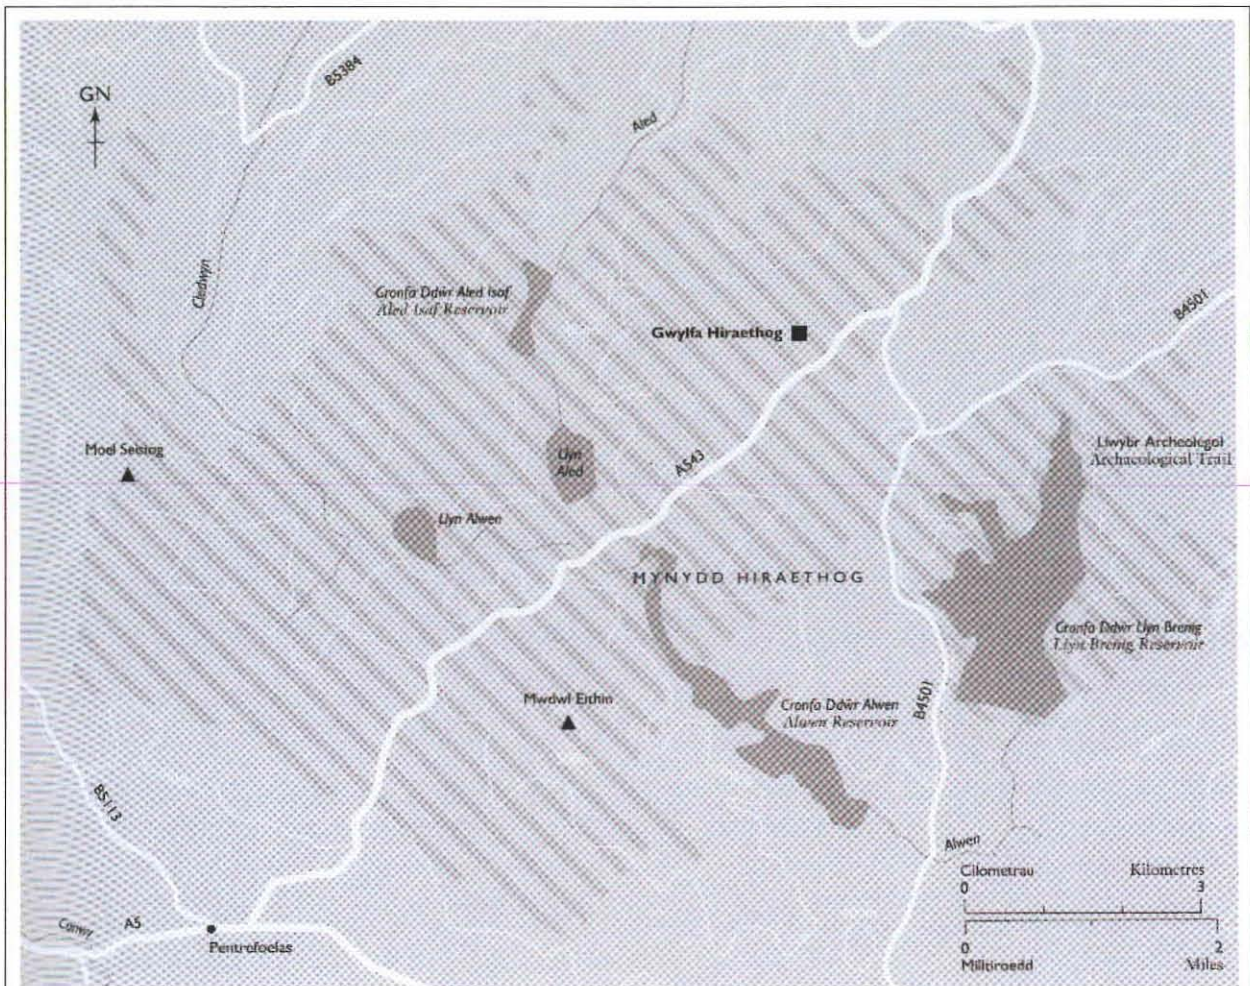 B5384
GN
Aled
Cledwyn
Cronfa Ddŵr Aled Isaf
Aled Isaf Reservoir
B4501
Gwylfa Hiraethog
Moel Seisiog
Llyn
Aled
A543
Llwybr Archeolegol
Archaeological Trail
Llyn Alwen
MYNYDD HIRAETHOG
Cronfa Ddŵr Llyn Brenig
Llyn Brenig Reservoir
Mwdwl Eithin
Cronfa Ddŵr Alwen
Alwen Reservoir
B4501
B5113
Alwen
Cilometrau Kilometres
0 3
Conwy
A5
Pentrefoelas
0 2
Milltiroedd Miles